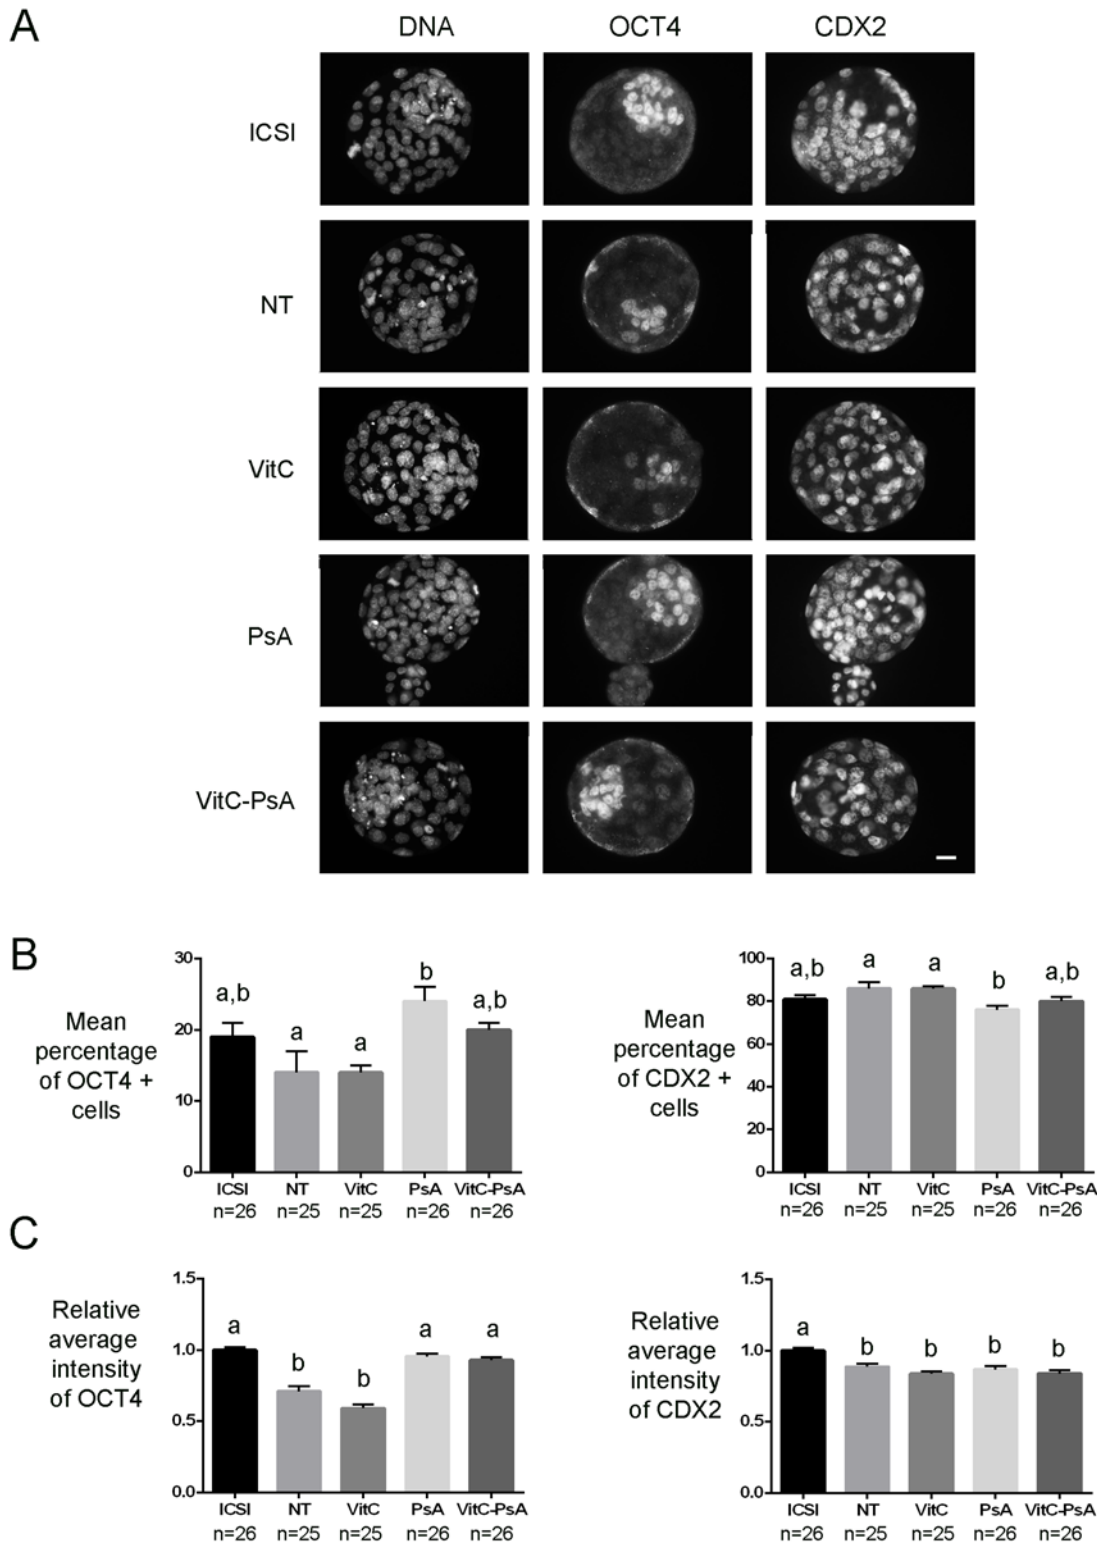 A
DNA OCT4 CDX2
ICSI
NT
VitC
PsA
VitC-PsA
B
Mean
percentage
of OCT4 +
cells
30
20
10
0
a,b a a b a,b
ICSI NT VitC PsA VitC-PsA
n=26 n=25 n=25 n=26 n=26
Mean
percentage
of CDX2 +
cells
100
80
60
40
20
0
a,b a a b a,b
ICSI NT VitC PsA VitC-PsA
n=26 n=25 n=25 n=26 n=26
C
Relative
average
intensity
of OCT4
1.5
1.0
0.5
0.0
a b b a a
ICSI NT VitC PsA VitC-PsA
n=26 n=25 n=25 n=26 n=26
Relative
average
intensity
of CDX2
1.5
1.0
0.5
0.0
a b b b b
ICSI NT VitC PsA VitC-PsA
n=26 n=25 n=25 n=26 n=26